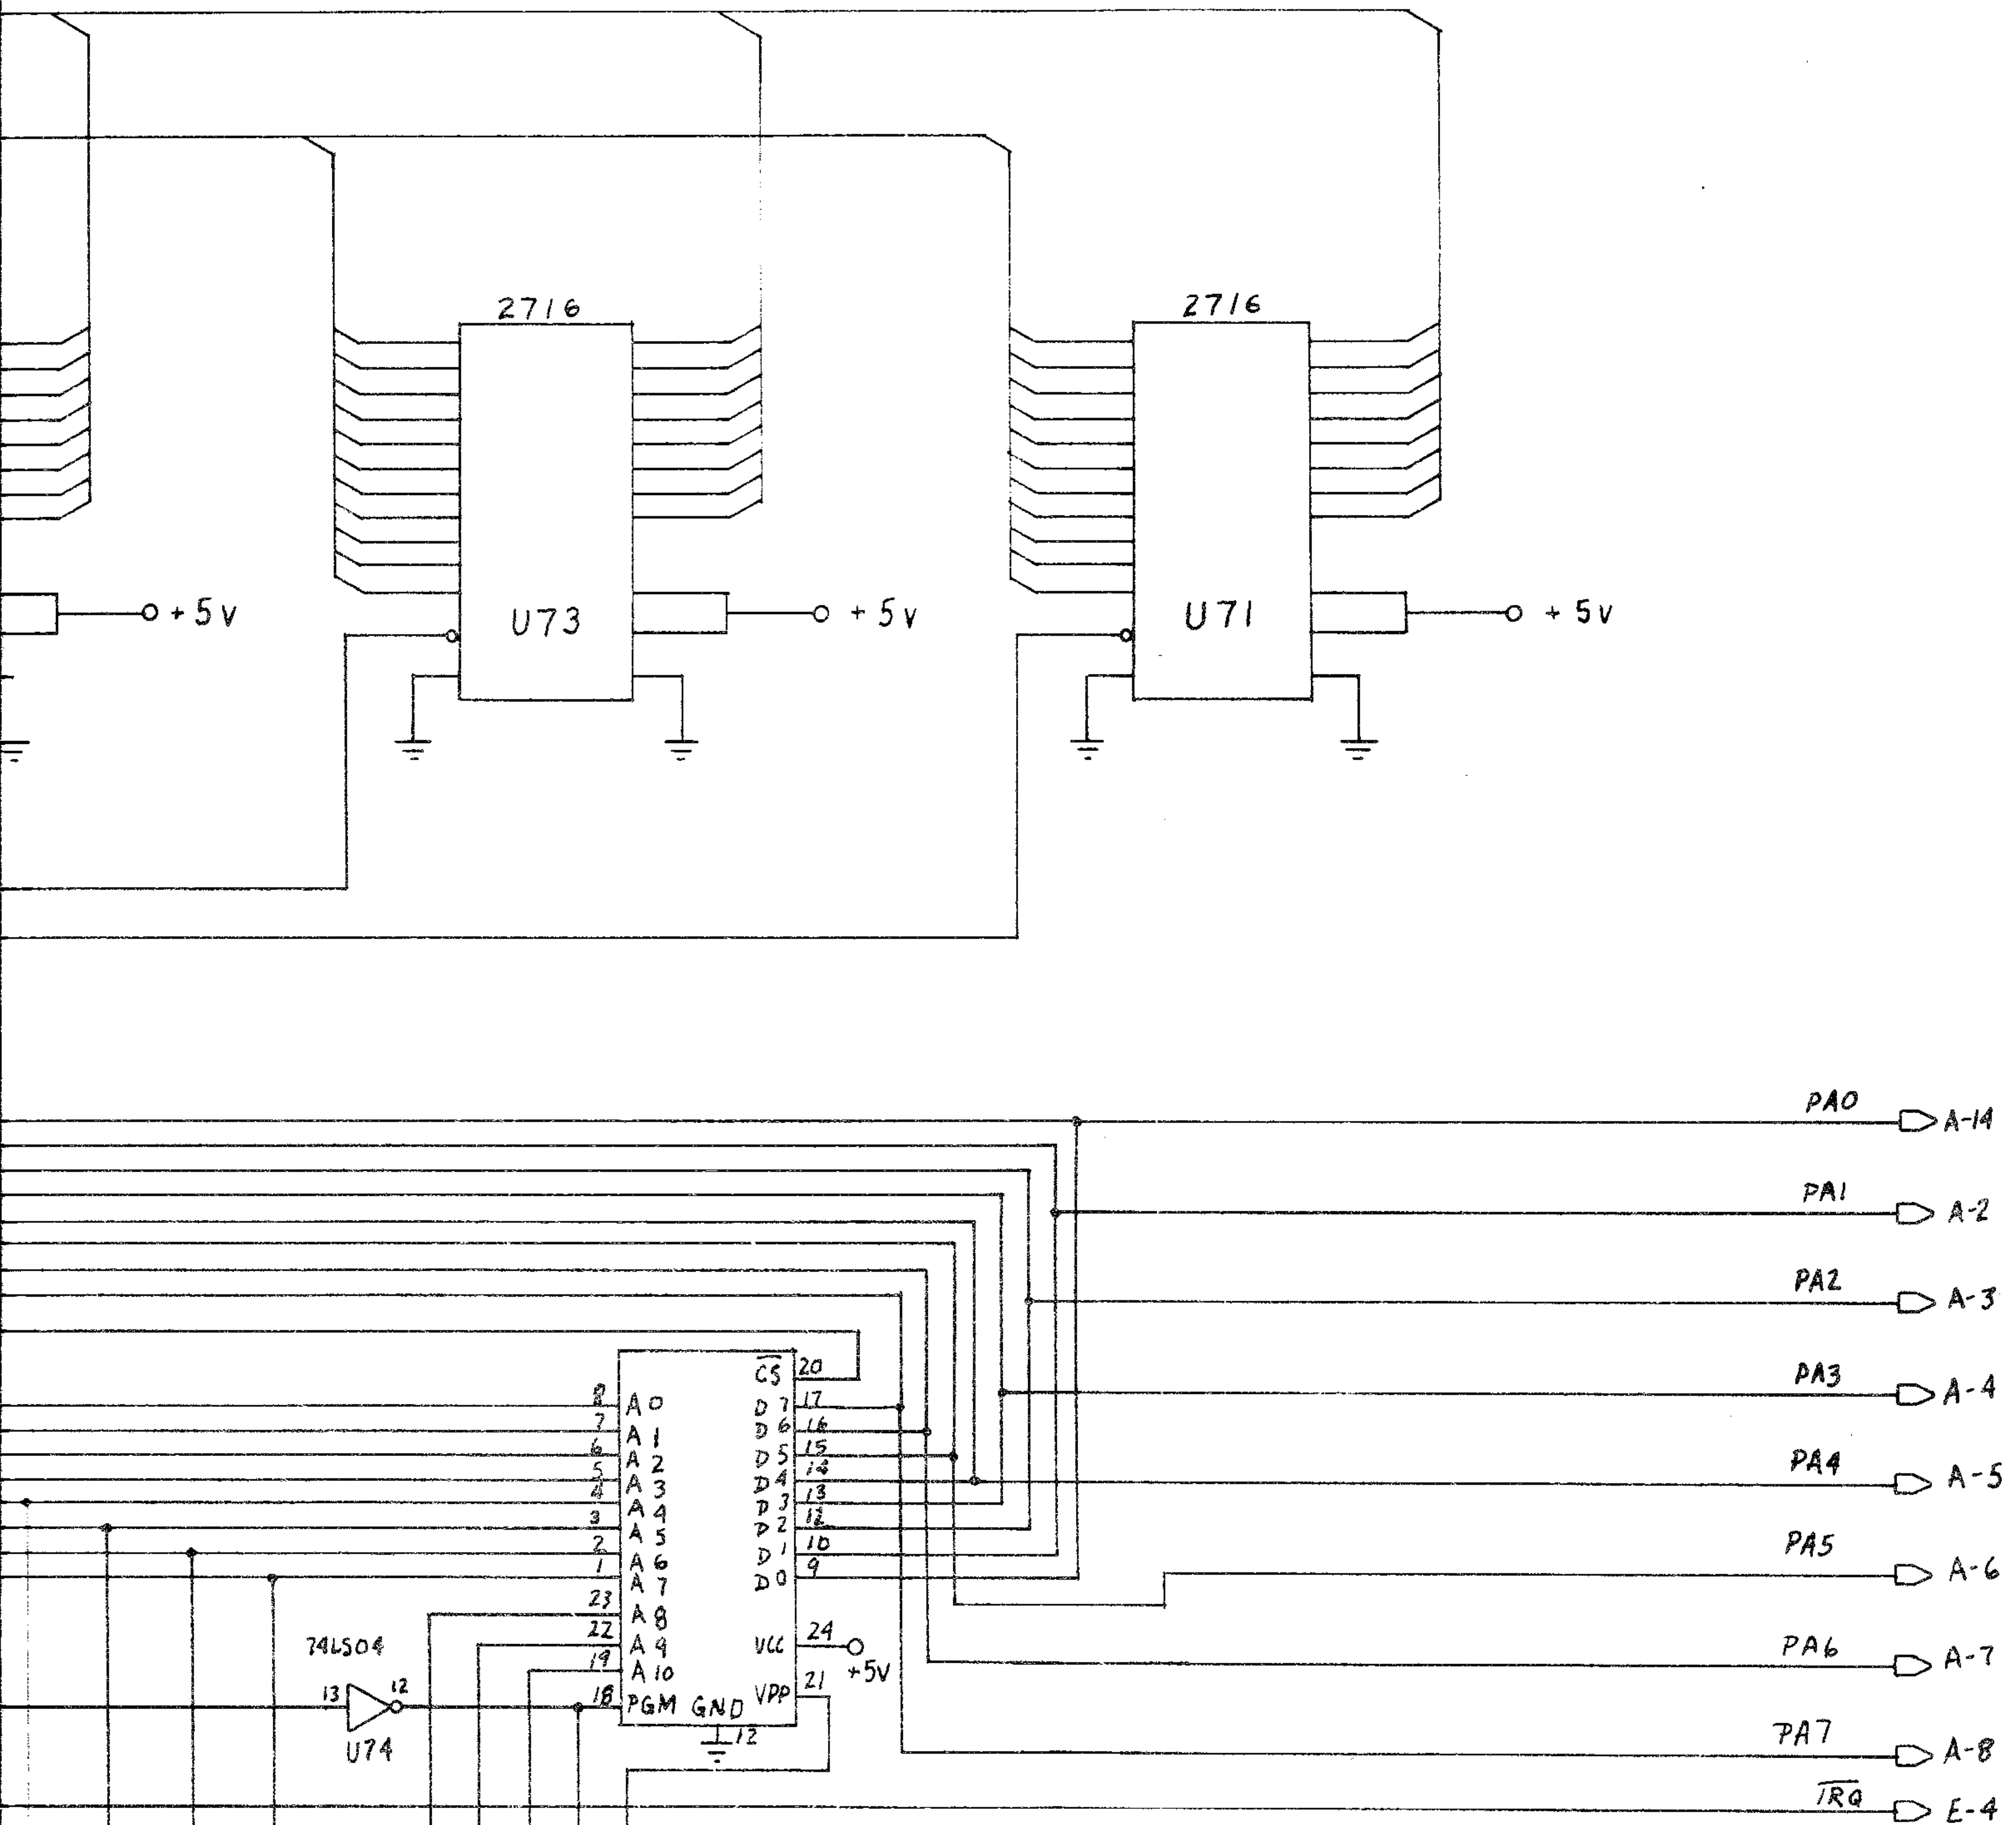 2716
2716
U73
U71
+5V
+5V
+5V
PA0
A-14
PA1
A-2
PA2
A-3
PA3
A-4
PA4
A-5
PA5
A-6
PA6
A-7
PA7
A-8
IRQ
E-4
CS 20
8 A0
D7 17
7 A1
D6 16
6 A2
D5 15
5 A3
D4 14
4 A4
D3 13
3 A5
D2 12
2 A6
D1 10
1 A7
D0 9
23 A8
22 A9
VCC 24
+5V
19 A10
18 PGM
GND
12
VPP 21
74LS04
13
12
U74